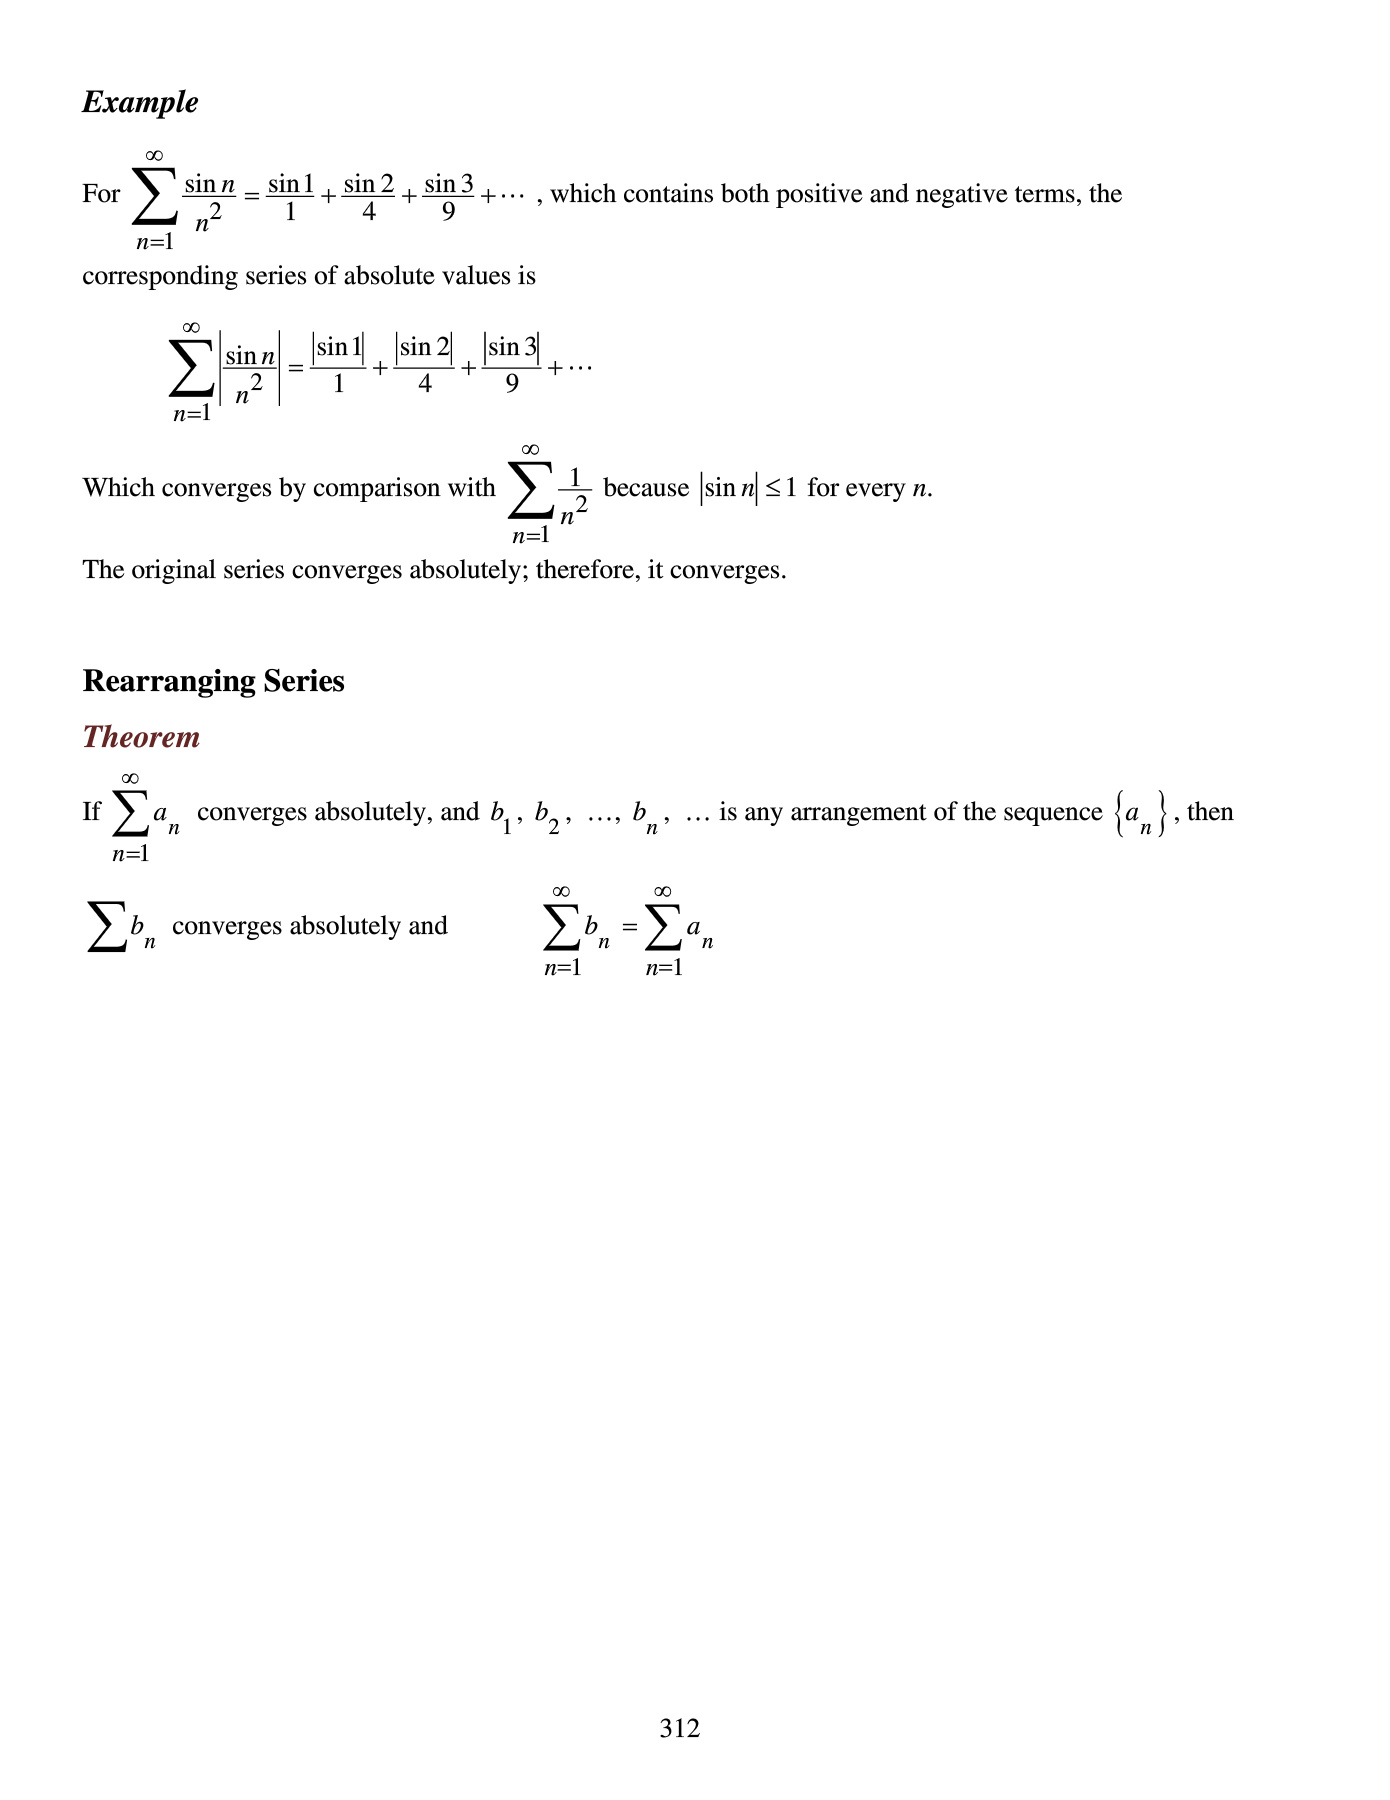 Example
For \sum_{n=1}^{\infty} \frac{\sin n}{n^2} = \frac{\sin 1}{1} + \frac{\sin 2}{4} + \frac{\sin 3}{9} + \cdots , which contains both positive and negative terms, the
corresponding series of absolute values is
\sum_{n=1}^{\infty} \left| \frac{\sin n}{n^2} \right| = \frac{|\sin 1|}{1} + \frac{|\sin 2|}{4} + \frac{|\sin 3|}{9} + \cdots
Which converges by comparison with \sum_{n=1}^{\infty} \frac{1}{n^2} because |\sin n| \leq 1 for every n.
The original series converges absolutely; therefore, it converges.
Rearranging Series
Theorem
If \sum_{n=1}^{\infty} a_n converges absolutely, and b_1, b_2, ..., b_n, ... is any arrangement of the sequence \{a_n\}, then
\sum b_n converges absolutely and \sum_{n=1}^{\infty} b_n = \sum_{n=1}^{\infty} a_n
312